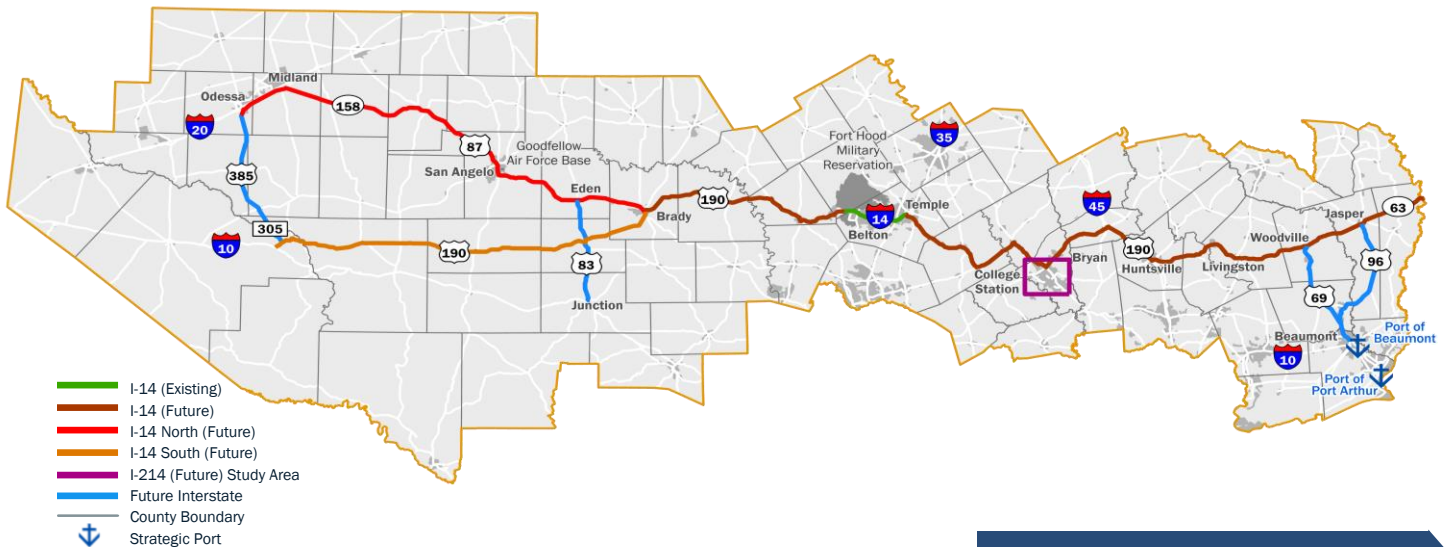 Midland
Odessa
158
20
87
Goodfellow
Air Force Base
385
San Angelo
Eden
305
10
190
Brady
190
83
Junction
Fort Hood
Military
Reservation
35
14
Temple
Belton
45
College
Station
Bryan
190
Huntsville
Livingston
Woodville
Jasper
63
96
69
Beaumont
10
Port of
Beaumont
Port of
Port Arthur
I-14 (Existing)
I-14 (Future)
I-14 North (Future)
I-14 South (Future)
I-214 (Future) Study Area
Future Interstate
County Boundary
Strategic Port